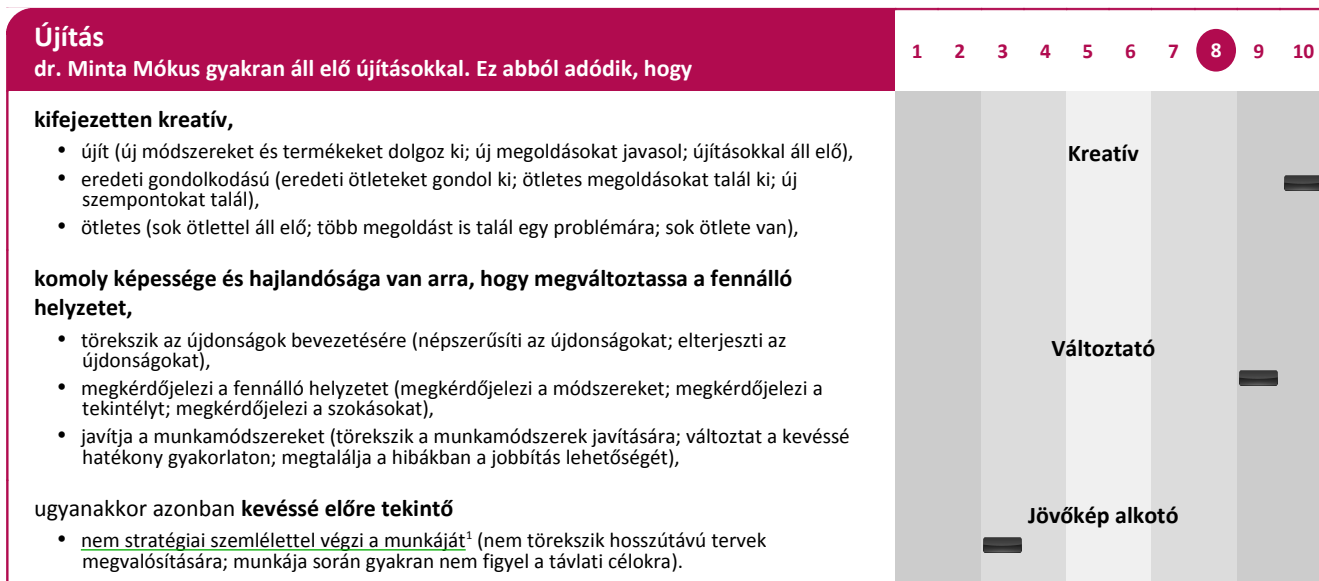 Újítás
dr. Minta Mókus gyakran áll elő újításokkal. Ez abból adódik, hogy
1 2 3 4 5 6 7 8 9 10
kifejezetten kreatív,
• újít (új módszereket és termékeket dolgoz ki; új megoldásokat javasol; újításokkal áll elő),
• eredeti gondolkodású (eredeti ötleteket gondol ki; ötletes megoldásokat talál ki; új
szempontokat talál),
• ötletes (sok ötlettel áll elő; több megoldást is talál egy problémára; sok ötlete van),
Kreatív
komoly képessége és hajlandósága van arra, hogy megváltoztassa a fennálló
helyzetet,
• törekszik az újdonságok bevezetésére (népszerűsíti az újdonságokat; elterjeszti az
újdonságokat),
• megkérdőjelezi a fennálló helyzetet (megkérdőjelezi a módszereket; megkérdőjelezi a
tekintélyt; megkérdőjelezi a szokásokat),
• javítja a munkamódszereket (törekszik a munkamódszerek javítására; változtat a kevéssé
hatékony gyakorlaton; megtalálja a hibákban a jobbítás lehetőségét),
Változtató
ugyanakkor azonban kevéssé előre tekintő
• nem stratégiai szemlélettel végzi a munkáját¹ (nem törekszik hosszútávú tervek
megvalósítására; munkája során gyakran nem figyel a távlati célokra).
Jövőkép alkotó